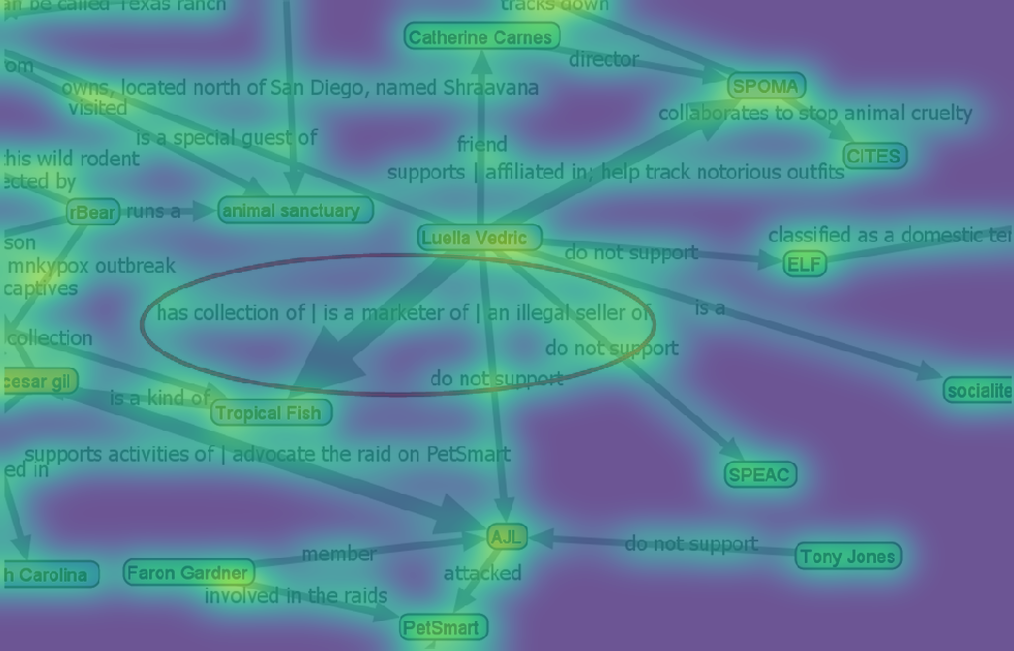 be called Texas ranch
tracks down
Catherine Carnes
director
om
SPOMA
owns, located north of San Diego, named Shraavana
visited
collaborates to stop animal cruelty
is a special guest of
friend
CITES
his wild rodent
supports | affiliated in; help track notorious outfits
ected by
rBear
runs a
animal sanctuary
Luella Vedric
classified as a domestic ter
son
do not support
ELF
mnkypox outbreak
captives
has collection of | is a marketer of | an illegal seller of
is a
collection
do not support
cesar gil
do not support
socialite
is a kind of
Tropical Fish
supports activities of | advocate the raid on PetSmart
ed in
SPEAC
AJL
do not support
member
Tony Jones
h Carolina
Faron Gardner
attacked
involved in the raids
PetSmart